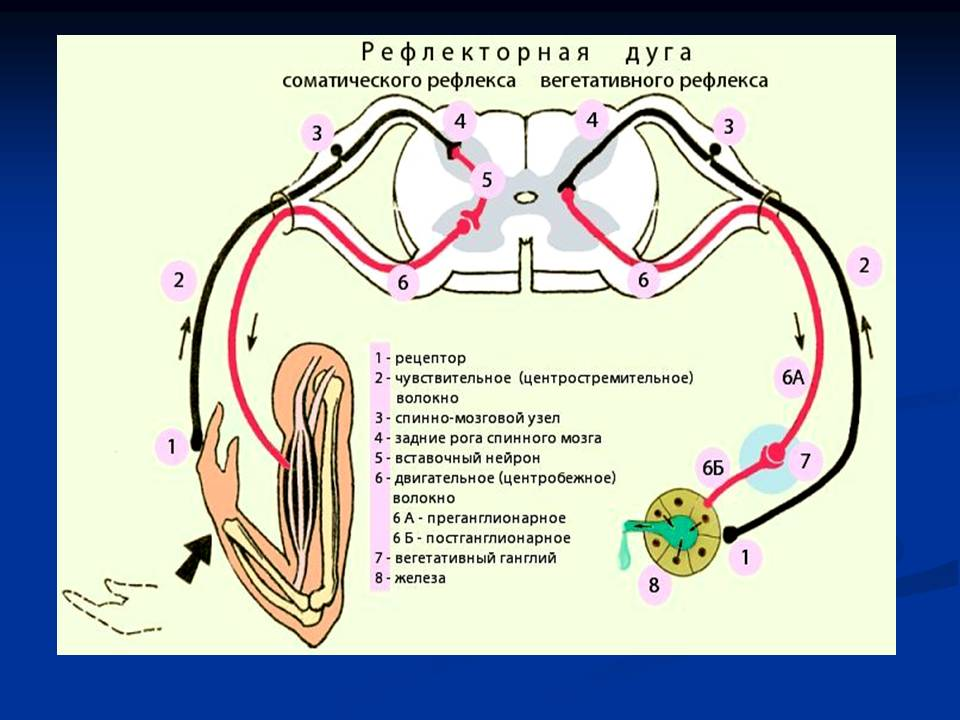 Рефлекторная дуга
соматического рефлекса вегетативного рефлекса
3
4
4
3
5
2
6
6
2
6А
1
6Б
7
1
8
1 - рецептор
2 - чувствительное (центростремительное)
волокно
3 - спинно-мозговой узел
4 - задние рога спинного мозга
5 - вставочный нейрон
6 - двигательное (центробежное)
волокно
6 А - преганглионарное
6 Б - постганглионарное
7 - вегетативный ганглий
8 - железа